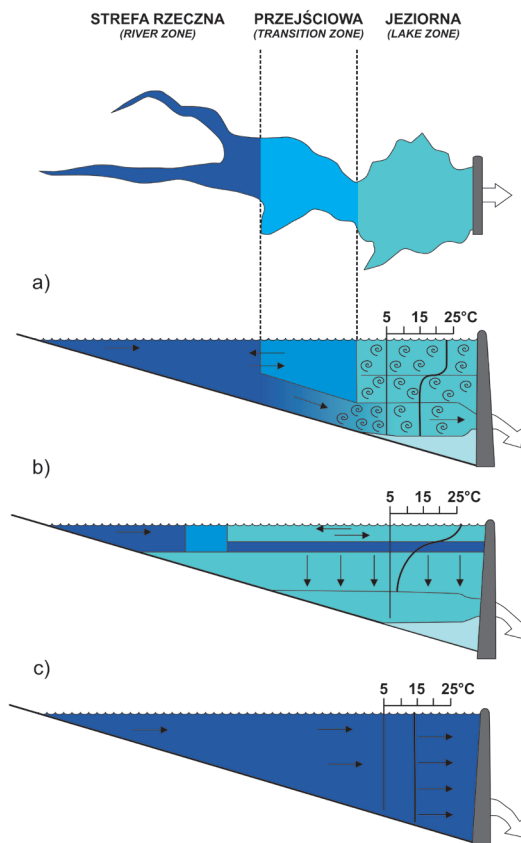 STREFA RZECZNA PRZEJŚCIOWA JEZIORNA
(RIVER ZONE) (TRANSITION ZONE) (LAKE ZONE)
a)
5 15 25°C
b)
5 15 25°C
c)
5 15 25°C